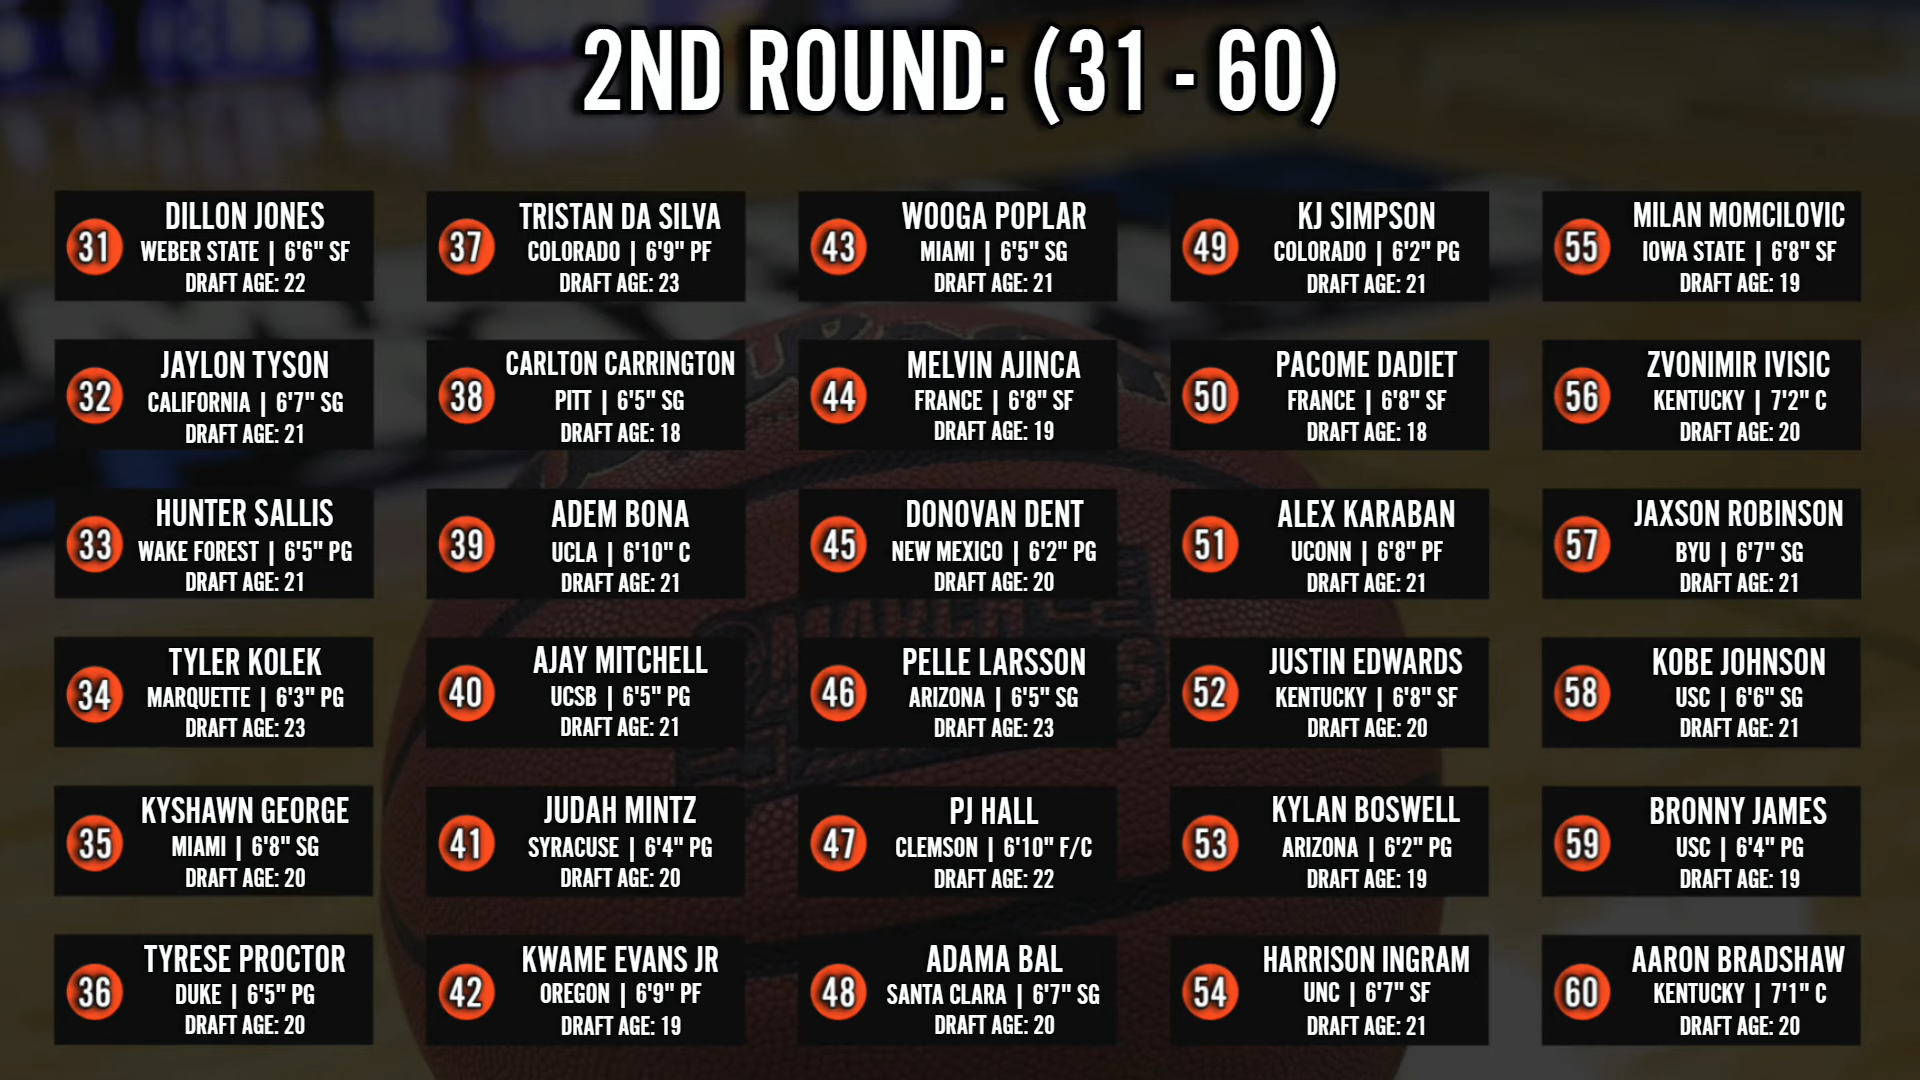 2ND ROUND: (31 - 60)
31
DILLON JONES
WEBER STATE | 6'6" SF
DRAFT AGE: 22
32
JAYLON TYSON
CALIFORNIA | 6'7" SG
DRAFT AGE: 21
33
HUNTER SALLIS
WAKE FOREST | 6'5" PG
DRAFT AGE: 21
34
TYLER KOLEK
MARQUETTE | 6'3" PG
DRAFT AGE: 23
35
KYSHAWN GEORGE
MIAMI | 6'8" SG
DRAFT AGE: 20
36
TYRESE PROCTOR
DUKE | 6'5" PG
DRAFT AGE: 20
37
TRISTAN DA SILVA
COLORADO | 6'9" PF
DRAFT AGE: 23
38
CARLTON CARRINGTON
PITT | 6'5" SG
DRAFT AGE: 18
39
ADEM BONA
UCLA | 6'10" C
DRAFT AGE: 21
40
AJAY MITCHELL
UCSB | 6'5" PG
DRAFT AGE: 21
41
JUDAH MINTZ
SYRACUSE | 6'4" PG
DRAFT AGE: 20
42
KWAME EVANS JR
OREGON | 6'9" PF
DRAFT AGE: 19
43
WOOGA POPLAR
MIAMI | 6'5" SG
DRAFT AGE: 21
44
MELVIN AJINCA
FRANCE | 6'8" SF
DRAFT AGE: 19
45
DONOVAN DENT
NEW MEXICO | 6'2" PG
DRAFT AGE: 20
46
PELLE LARSSON
ARIZONA | 6'5" SG
DRAFT AGE: 23
47
PJ HALL
CLEMSON | 6'10" F/C
DRAFT AGE: 22
48
ADAMA BAL
SANTA CLARA | 6'7" SG
DRAFT AGE: 20
49
KJ SIMPSON
COLORADO | 6'2" PG
DRAFT AGE: 21
50
PACOME DADIET
FRANCE | 6'8" SF
DRAFT AGE: 18
51
ALEX KARABAN
UCONN | 6'8" PF
DRAFT AGE: 21
52
JUSTIN EDWARDS
KENTUCKY | 6'8" SF
DRAFT AGE: 20
53
KYLAN BOSWELL
ARIZONA | 6'2" PG
DRAFT AGE: 19
54
HARRISON INGRAM
UNC | 6'7" SF
DRAFT AGE: 21
55
MILAN MOMCILOVIC
IOWA STATE | 6'8" SF
DRAFT AGE: 19
56
ZVONIMIR IVISIC
KENTUCKY | 7'2" C
DRAFT AGE: 20
57
JAXSON ROBINSON
BYU | 6'7" SG
DRAFT AGE: 21
58
KOBE JOHNSON
USC | 6'6" SG
DRAFT AGE: 21
59
BRONNY JAMES
USC | 6'4" PG
DRAFT AGE: 19
60
AARON BRADSHAW
KENTUCKY | 7'1" C
DRAFT AGE: 20